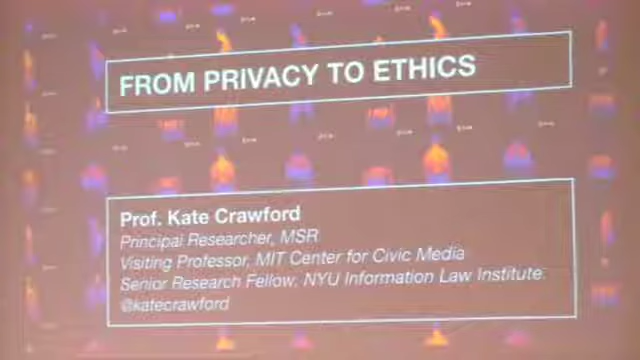 FROM PRIVACY TO ETHICS
Prof. Kate Crawford
Principal Researcher, MSR
Visiting Professor, MIT Center for Civic Media
Senior Research Fellow, NYU Information Law Institute
@katecrawford